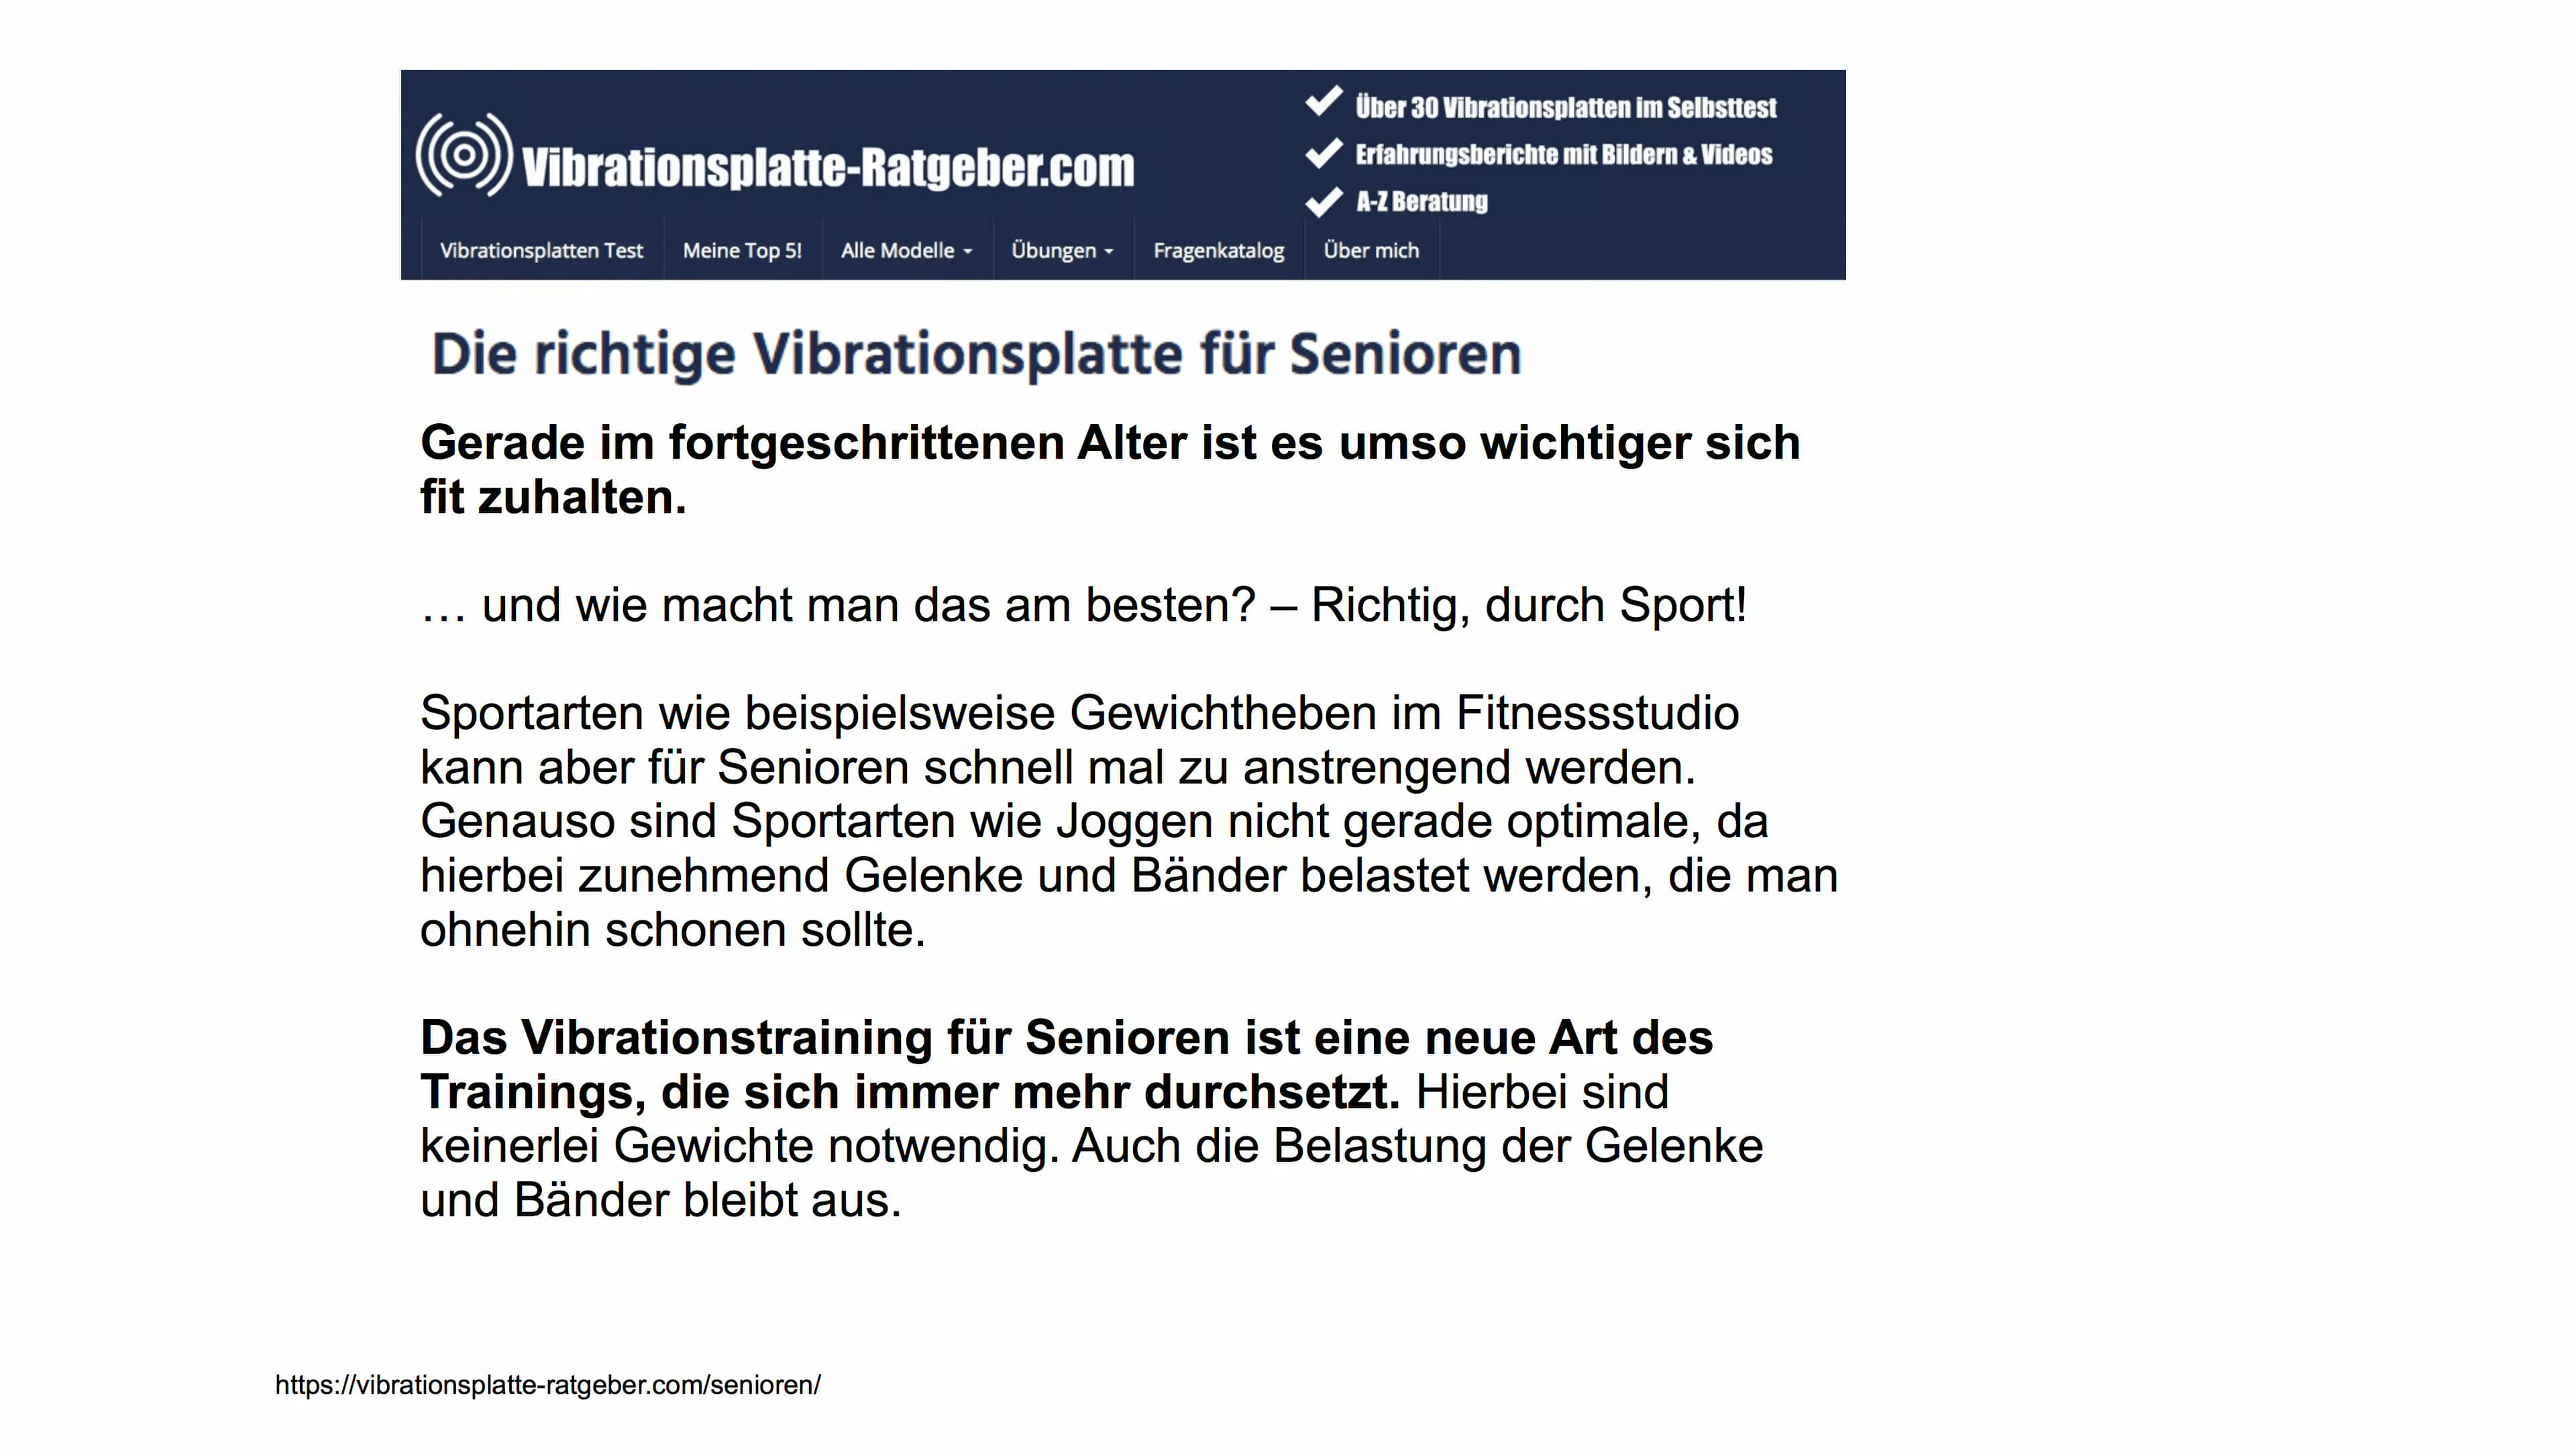 Vibrationsplatte-Ratgeber.com
Über 30 Vibrationsplatten im Selbsttest
Erfahrungsberichte mit Bildern & Videos
A-Z Beratung
Vibrationsplatten Test Meine Top 5! Alle Modelle Übungen Fragenkatalog Über mich
Die richtige Vibrationsplatte für Senioren
Gerade im fortgeschrittenen Alter ist es umso wichtiger sich
fit zuhalten.
… und wie macht man das am besten? – Richtig, durch Sport!
Sportarten wie beispielsweise Gewichtheben im Fitnessstudio
kann aber für Senioren schnell mal zu anstrengend werden.
Genauso sind Sportarten wie Joggen nicht gerade optimale, da
hierbei zunehmend Gelenke und Bänder belastet werden, die man
ohnehin schonen sollte.
Das Vibrationstraining für Senioren ist eine neue Art des
Trainings, die sich immer mehr durchsetzt. Hierbei sind
keinerlei Gewichte notwendig. Auch die Belastung der Gelenke
und Bänder bleibt aus.
https://vibrationsplatte-ratgeber.com/senioren/